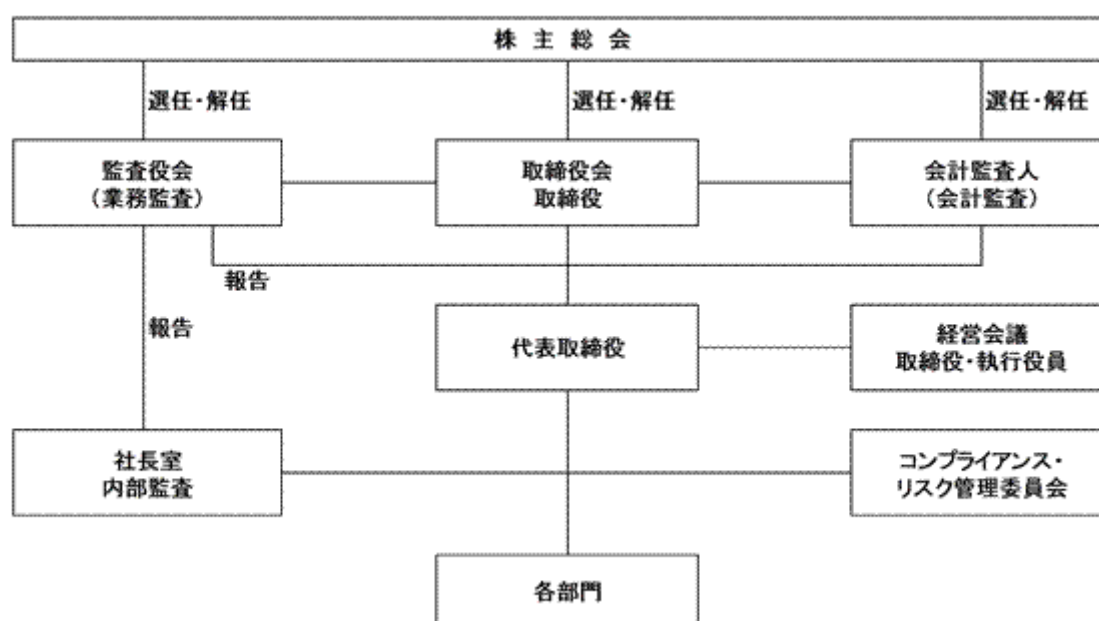 株主総会
選任・解任
選任・解任
選任・解任
監査役会
（業務監査）
取締役会
取締役
会計監査人
（会計監査）
報告
報告
代表取締役
経営会議
取締役・執行役員
社長室
内部監査
コンプライアンス・
リスク管理委員会
各部門